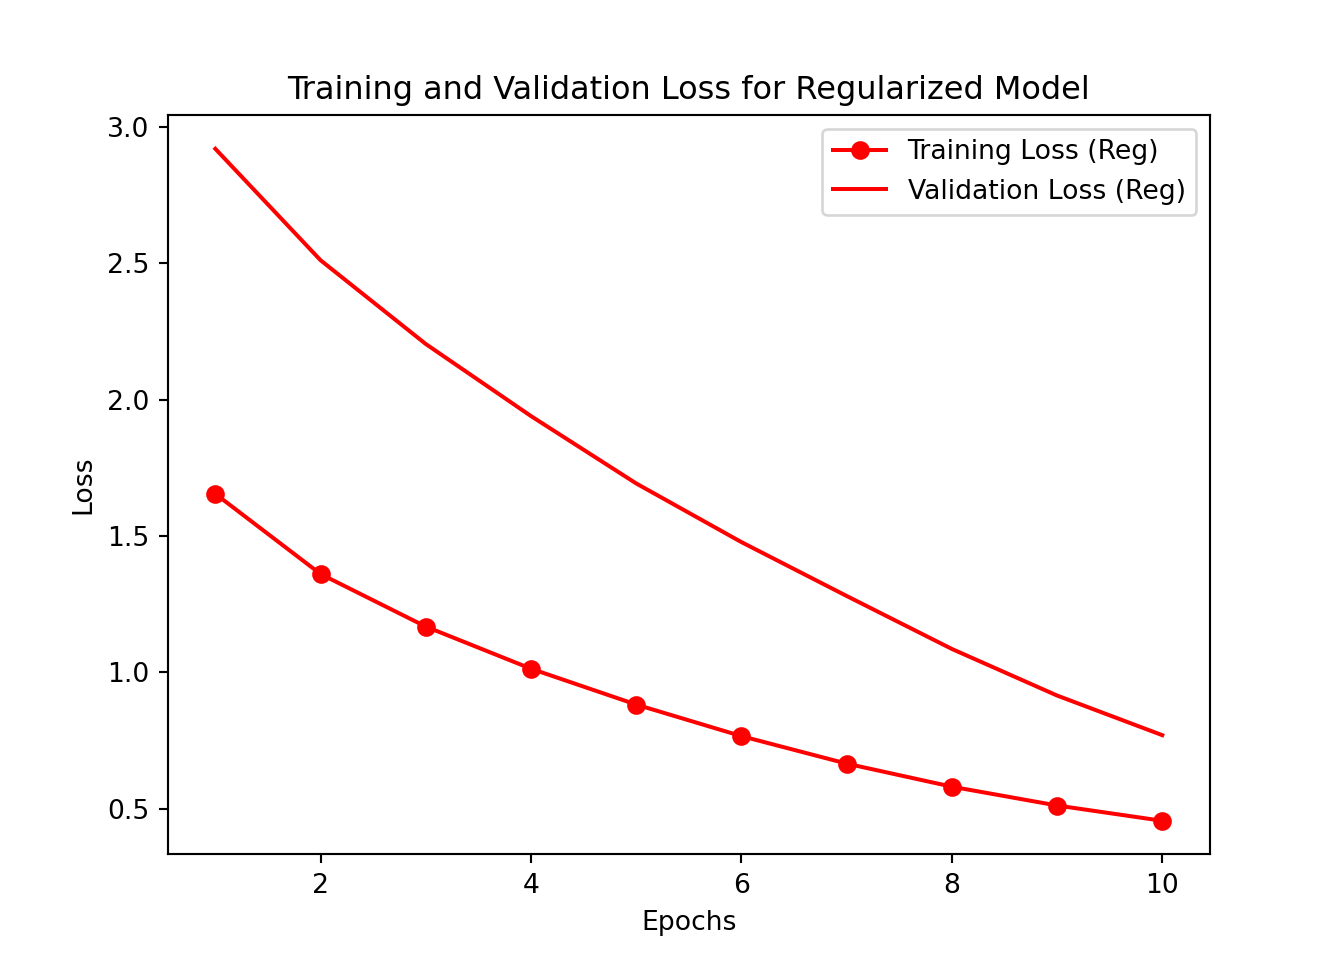 Training and Validation Loss for Regularized Model
Training Loss (Reg)
Validation Loss (Reg)
3.0
2.5
2.0
1.5
1.0
0.5
Loss
2 4 6 8 10
Epochs